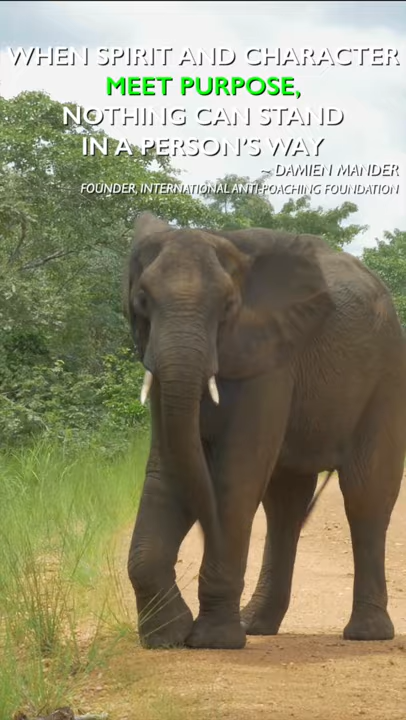 WHEN SPIRIT AND CHARACTER
MEET PURPOSE,
NOTHING CAN STAND
IN A PERSON'S WAY
~ DAMIEN MANDER
FOUNDER, INTERNATIONAL ANTI-POACHING FOUNDATION